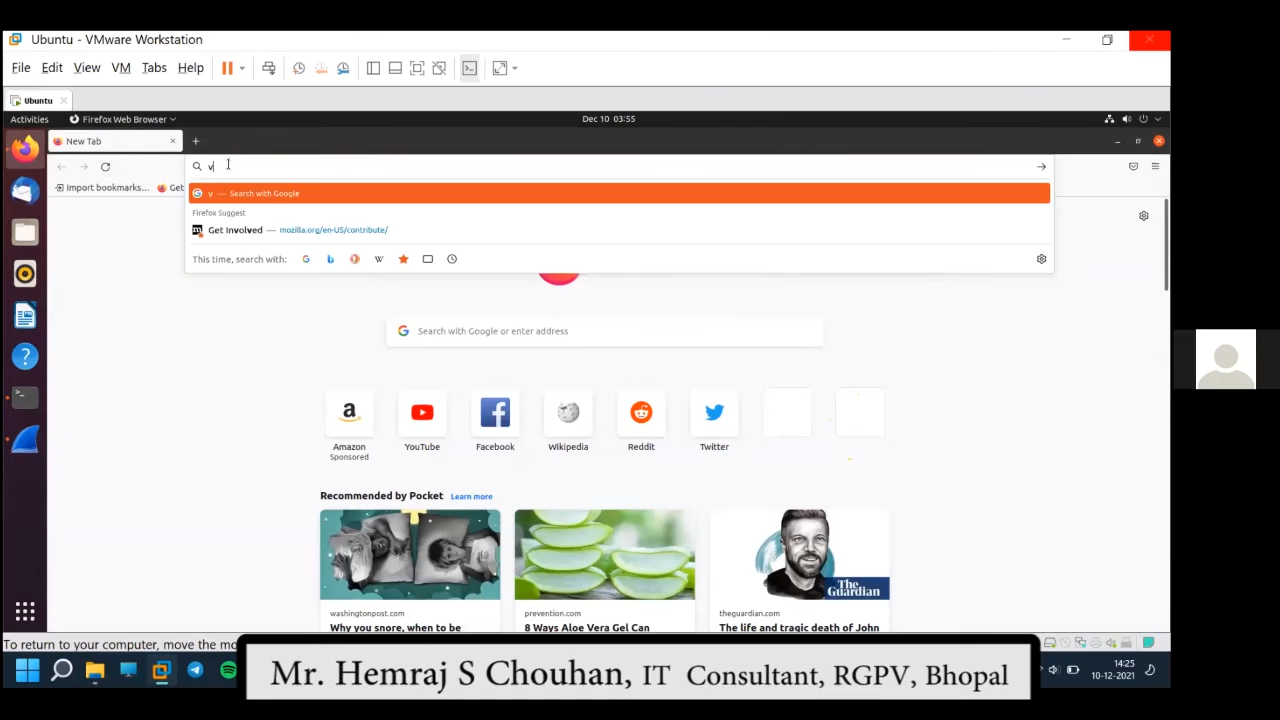 Ubuntu - VMware Workstation
File Edit View VM Tabs Help
Ubuntu
Activities Firefox Web Browser Dec 10 03:55
New Tab
v
Import bookmarks... Get
v — Search with Google
Firefox Suggest
Get Involved — mozilla.org/en-US/contribute/
This time, search with:
Search with Google or enter address
Amazon YouTube Facebook Wikipedia Reddit Twitter
Sponsored
Recommended by Pocket Learn more
The Guardian
washingtonpost.com prevention.com theguardian.com
Why you snore, when to be 8 Ways Aloe Vera Gel Can The life and tragic death of John
To return to your computer, move the mo
14:25
10-12-2021
Mr. Hemraj S Chouhan, IT Consultant, RGPV, Bhopal